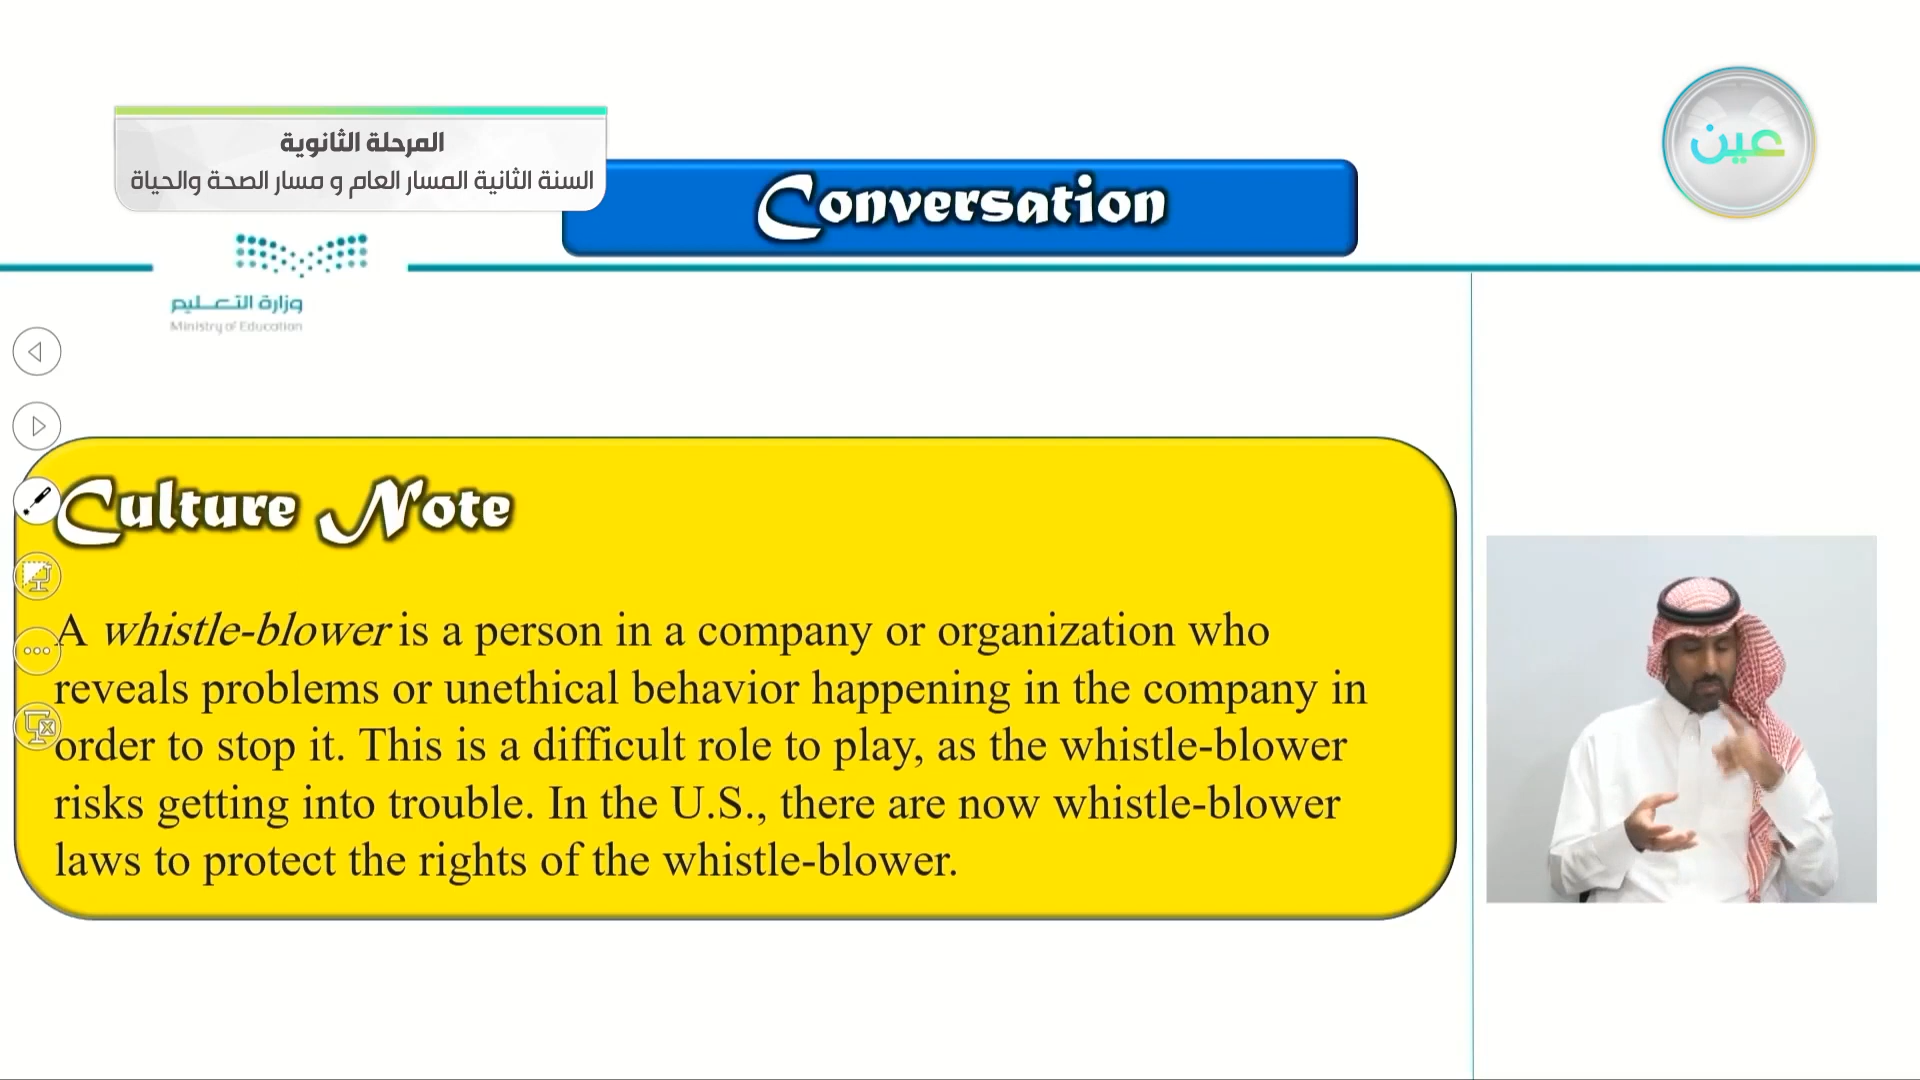 المرحلة الثانوية
السنة الثانية المسار العام و مسار الصحة والحياة
عين
Conversation
وزارة التعليم
Ministry of Education
Culture Note
A whistle-blower is a person in a company or organization who
reveals problems or unethical behavior happening in the company in
order to stop it. This is a difficult role to play, as the whistle-blower
risks getting into trouble. In the U.S., there are now whistle-blower
laws to protect the rights of the whistle-blower.